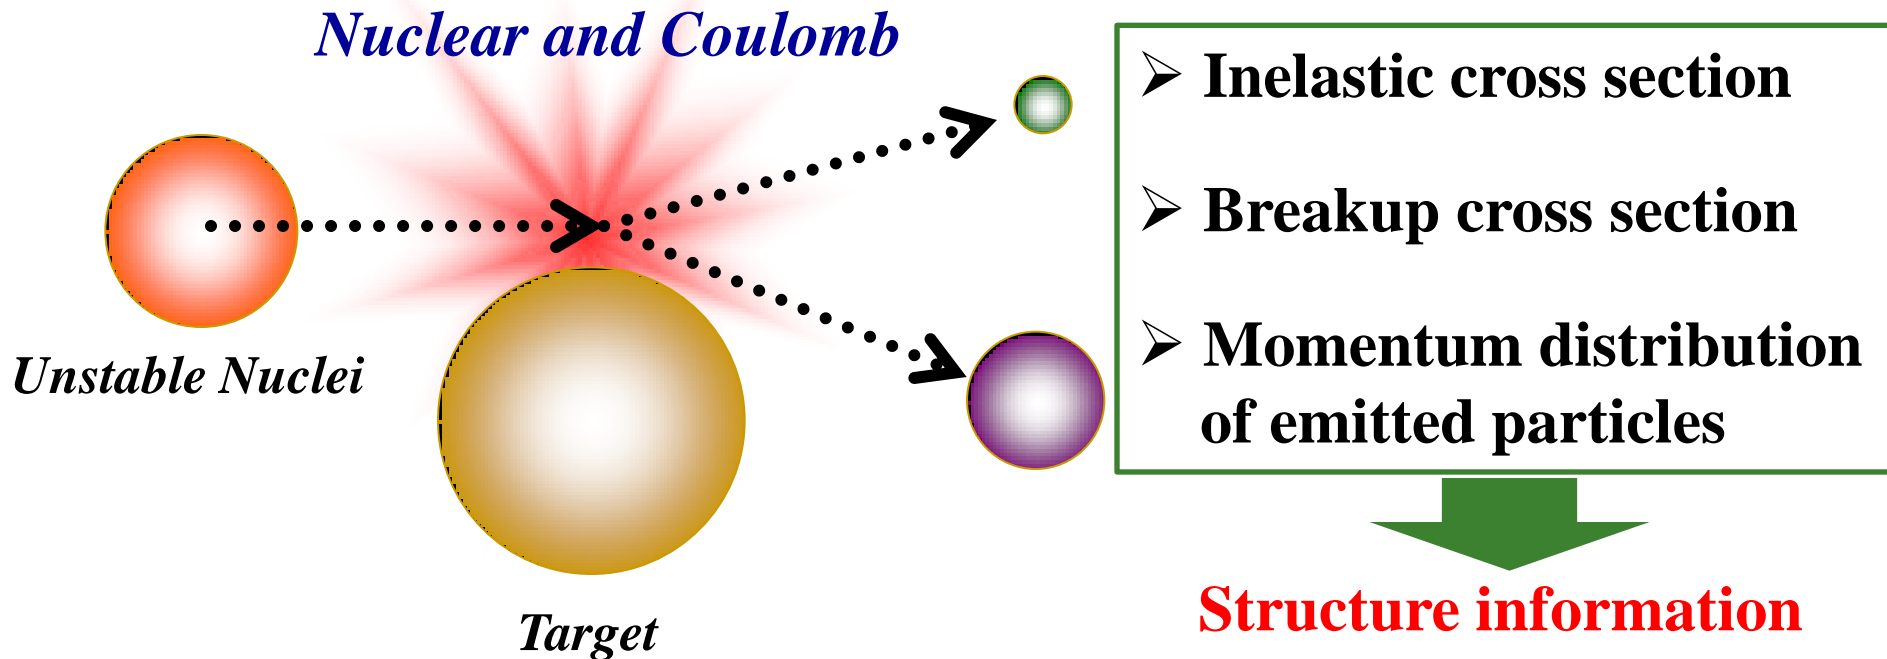 Nuclear and Coulomb
Unstable Nuclei
Target
➢ Inelastic cross section
➢ Breakup cross section
➢ Momentum distribution
of emitted particles
Structure information